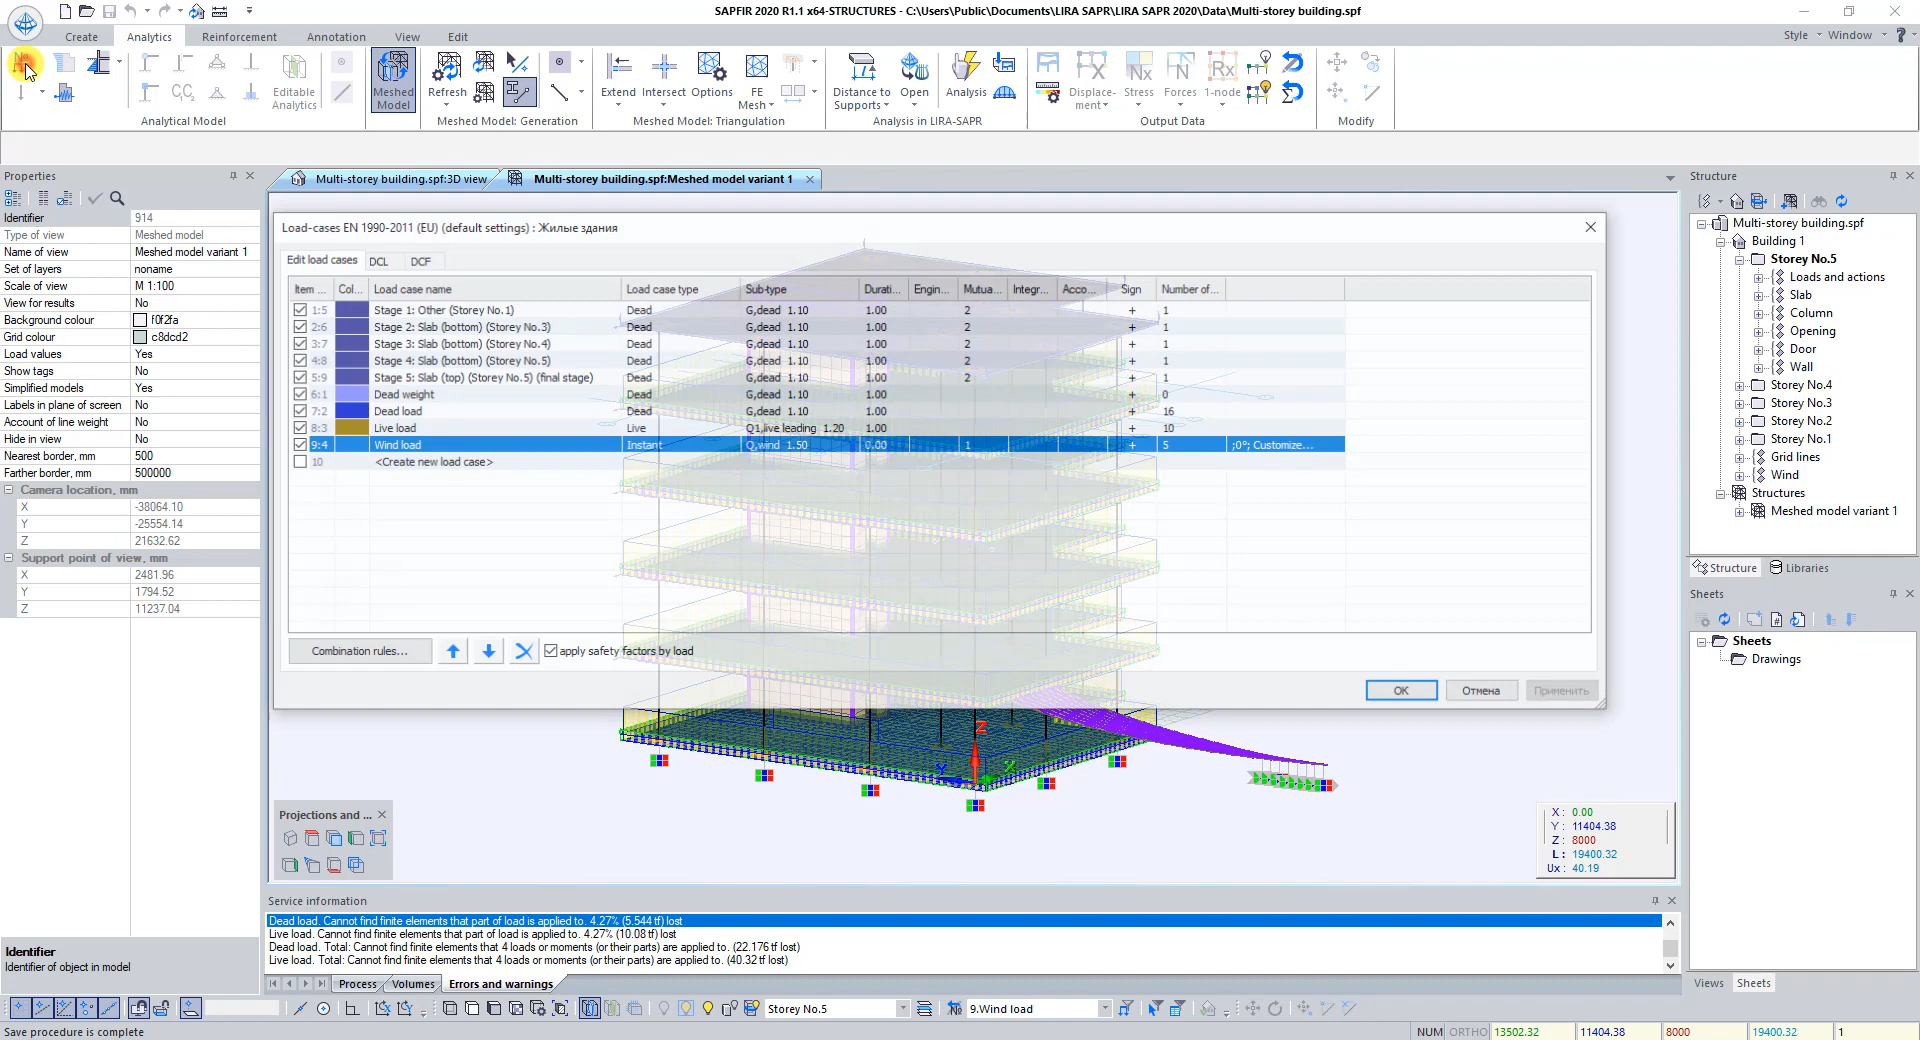 SAPFIR 2020 R1.1 x64-STRUCTURES - C:\Users\Public\Documents\LIRA SAPR\LIRA SAPR 2020\Data\Multi-storey building.spf
Create Analytics Reinforcement Annotation View Edit
Style Window ?
Editable Analytics
Meshed Model
Refresh
Extend Intersect Options FE Mesh
Distance to Supports Open Analysis
Displace-ment Stress Forces 1-node
Analytical Model
Meshed Model: Generation
Meshed Model: Triangulation
Analysis in LIRA-SAPR
Output Data
Modify
Properties
Identifier 914
Type of view Meshed model
Name of view Meshed model variant 1
Set of layers noname
Scale of view M 1:100
View for results No
Background colour f0f2fa
Grid colour c8dcd2
Load values Yes
Show tags No
Simplified models Yes
Labels in plane of screen No
Account of line weight No
Hide in view No
Nearest border, mm 500
Farther border, mm 500000
Camera location, mm
X -38064.10
Y -25554.14
Z 21632.62
Support point of view, mm
X 2481.96
Y 1794.52
Z 11237.04
Identifier
Identifier of object in model
Multi-storey building.spf:3D view
Multi-storey building.spf:Meshed model variant 1
Load-cases EN 1990-2011 (EU) (default settings) : Жилые здания
Edit load cases DCL DCF
Item ... Col... Load case name Load case type Sub-type Durati... Engin... Mutua... Integr... Acco... Sign Number of...
1:5 Stage 1: Other (Storey No.1) Dead G,dead 1.10 1.00 2 + 1
2:6 Stage 2: Slab (bottom) (Storey No.3) Dead G,dead 1.10 1.00 2 + 1
3:7 Stage 3: Slab (bottom) (Storey No.4) Dead G,dead 1.10 1.00 2 + 1
4:8 Stage 4: Slab (bottom) (Storey No.5) Dead G,dead 1.10 1.00 2 + 1
5:9 Stage 5: Slab (top) (Storey No.5) (final stage) Dead G,dead 1.10 1.00 2 + 1
6:1 Dead weight Dead G,dead 1.10 1.00 + 0
7:2 Dead load Dead G,dead 1.10 1.00 + 16
8:3 Live load Live Q1,live leading 1.20 1.00 + 10
9:4 Wind load Instant Q,wind 1.50 0.00 1 + 5 ;0°; Customize...
10 <Create new load case>
Combination rules... apply safety factors by load
OK Отмена Применить
Z
Y X
Projections and ...
X: 0.00
Y: 11404.38
Z: 8000
L: 19400.32
Ux: 40.19
Service information
Dead load. Cannot find finite elements that part of load is applied to. 4.27% (5.544 tf) lost
Live load. Cannot find finite elements that part of load is applied to. 4.27% (10.08 tf) lost
Dead load. Total: Cannot find finite elements that 4 loads or moments (or their parts) are applied to. (22.176 tf lost)
Live load. Total: Cannot find finite elements that 4 loads or moments (or their parts) are applied to. (40.32 tf lost)
Process Volumes Errors and warnings
Storey No.5
9.Wind load
Save procedure is complete
NUM ORTHO 13502.32 11404.38 8000 19400.32 1
Structure
Multi-storey building.spf
Building 1
Storey No.5
Loads and actions
Slab
Column
Opening
Door
Wall
Storey No.4
Storey No.3
Storey No.2
Storey No.1
Grid lines
Wind
Structures
Meshed model variant 1
Structure Libraries
Sheets
Sheets
Drawings
Views Sheets